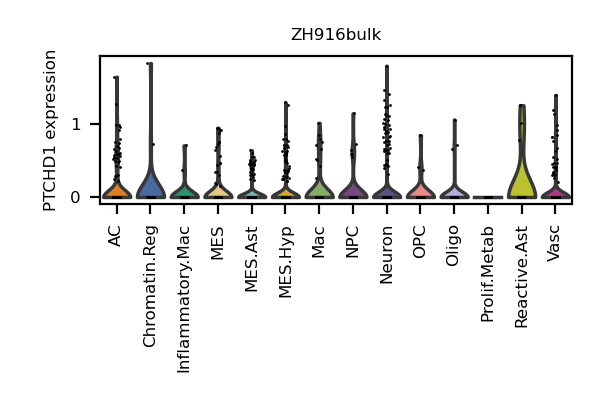 ZH916bulk
PTCHD1 expression
1
0
AC
Chromatin.Reg
Inflammatory.Mac
MES
MES.Ast
MES.Hyp
Mac
NPC
Neuron
OPC
Oligo
Prolif.Metab
Reactive.Ast
Vasc